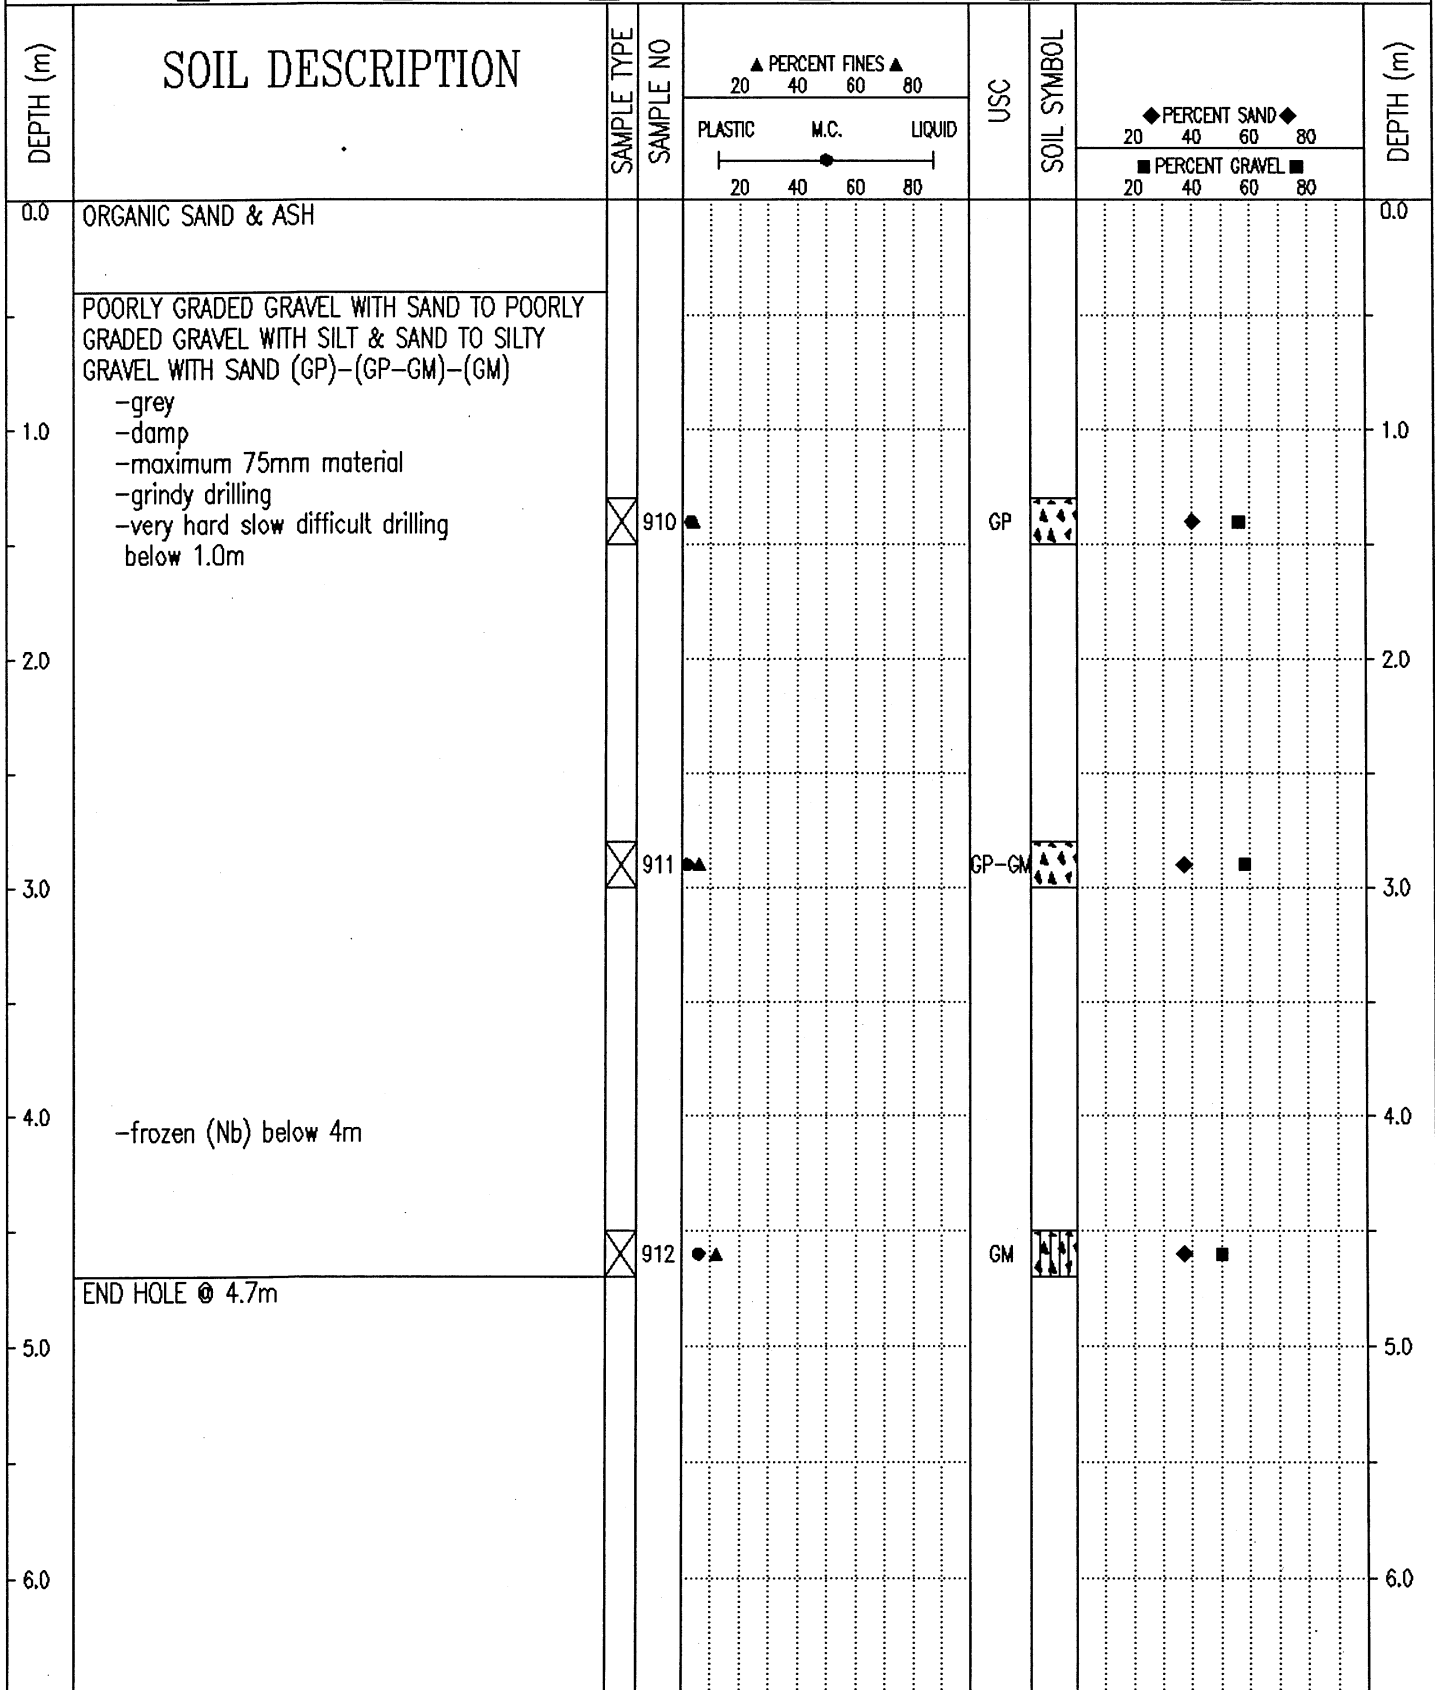 DEPTH (m)
SOIL DESCRIPTION
SAMPLE TYPE
SAMPLE NO
▲ PERCENT FINES ▲
20 40 60 80
PLASTIC M.C. LIQUID
20 40 60 80
USC
SOIL SYMBOL
◆PERCENT SAND◆
20 40 60 80
■ PERCENT GRAVEL ■
20 40 60 80
DEPTH (m)
0.0 ORGANIC SAND & ASH 0.0
POORLY GRADED GRAVEL WITH SAND TO POORLY
GRADED GRAVEL WITH SILT & SAND TO SILTY
GRAVEL WITH SAND (GP)-(GP-GM)-(GM)
-grey
1.0 -damp 1.0
-maximum 75mm material
-grindy drilling
-very hard slow difficult drilling 910 GP
below 1.0m
2.0 2.0
911 GP-GM
3.0 3.0
4.0 -frozen (Nb) below 4m 4.0
912 GM
END HOLE @ 4.7m
5.0 5.0
6.0 6.0